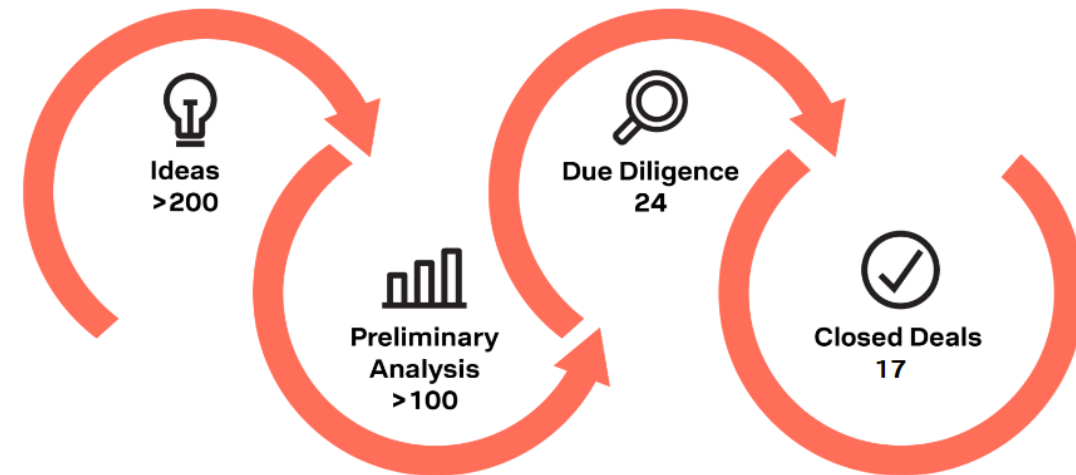 Ideas
>200
Preliminary
Analysis
>100
Due Diligence
24
Closed Deals
17